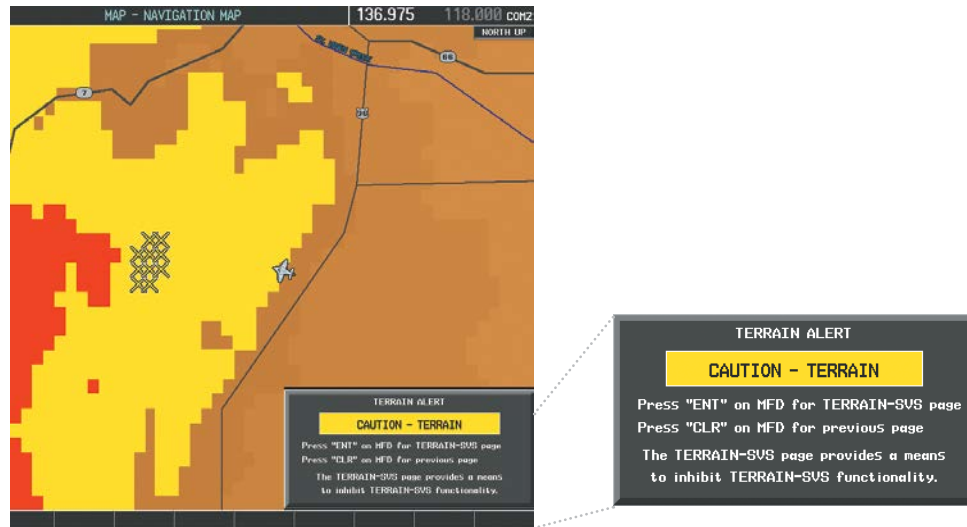 MAP - NAVIGATION MAP
136.975 118.000 COM2
NORTH UP
66
7
TERRAIN ALERT
CAUTION - TERRAIN
Press "ENT" on MFD for TERRAIN-SVS page
Press "CLR" on MFD for previous page
The TERRAIN-SVS page provides a means
to inhibit TERRAIN-SVS functionality.
TERRAIN ALERT
CAUTION - TERRAIN
Press "ENT" on MFD for TERRAIN-SVS page
Press "CLR" on MFD for previous page
The TERRAIN-SVS page provides a means
to inhibit TERRAIN-SVS functionality.